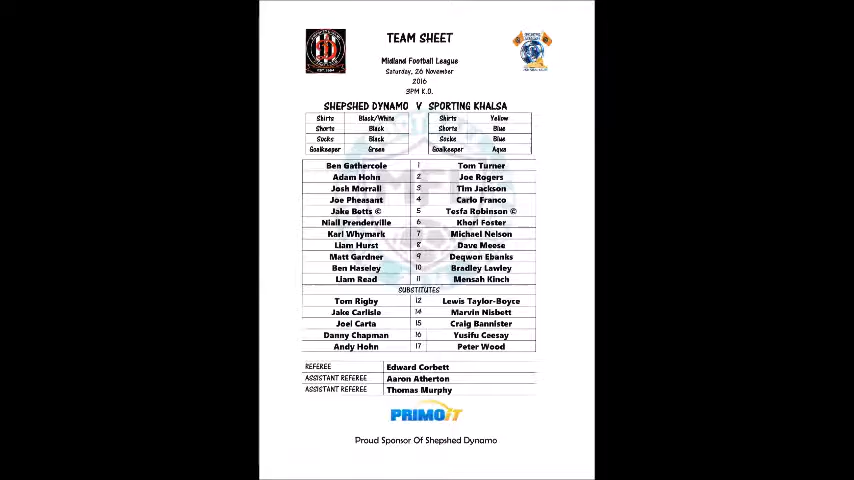 TEAM SHEET
Midland Football League
Saturday, 26 November
2016
3PM K.O.
SHEPSHED DYNAMO V SPORTING KHALSA
Shirts Black/White Shirts Yellow
Shorts Black Shorts Blue
Socks Black Socks Blue
Goalkeeper Green Goalkeeper Aqua
Ben Gathercole 1 Tom Turner
Adam Hohn 2 Joe Rogers
Josh Morrall 3 Tim Jackson
Joe Pheasant 4 Carlo Franco
Jake Betts © 5 Tesfa Robinson ©
Niall Prenderville 6 Khori Foster
Karl Whymark 7 Michael Nelson
Liam Hurst 8 Dave Meese
Matt Gardner 9 Deqwon Ebanks
Ben Haseley 10 Bradley Lawley
Liam Read 11 Mensah Kinch
SUBSTITUTES
Tom Rigby 12 Lewis Taylor-Boyce
Jake Carlisle 14 Marvin Nisbett
Joel Carta 15 Craig Bannister
Danny Chapman 16 Yusifu Ceesay
Andy Hohn 17 Peter Wood
REFEREE Edward Corbett
ASSISTANT REFEREE Aaron Atherton
ASSISTANT REFEREE Thomas Murphy
PRIMO IT
Proud Sponsor Of Shepshed Dynamo